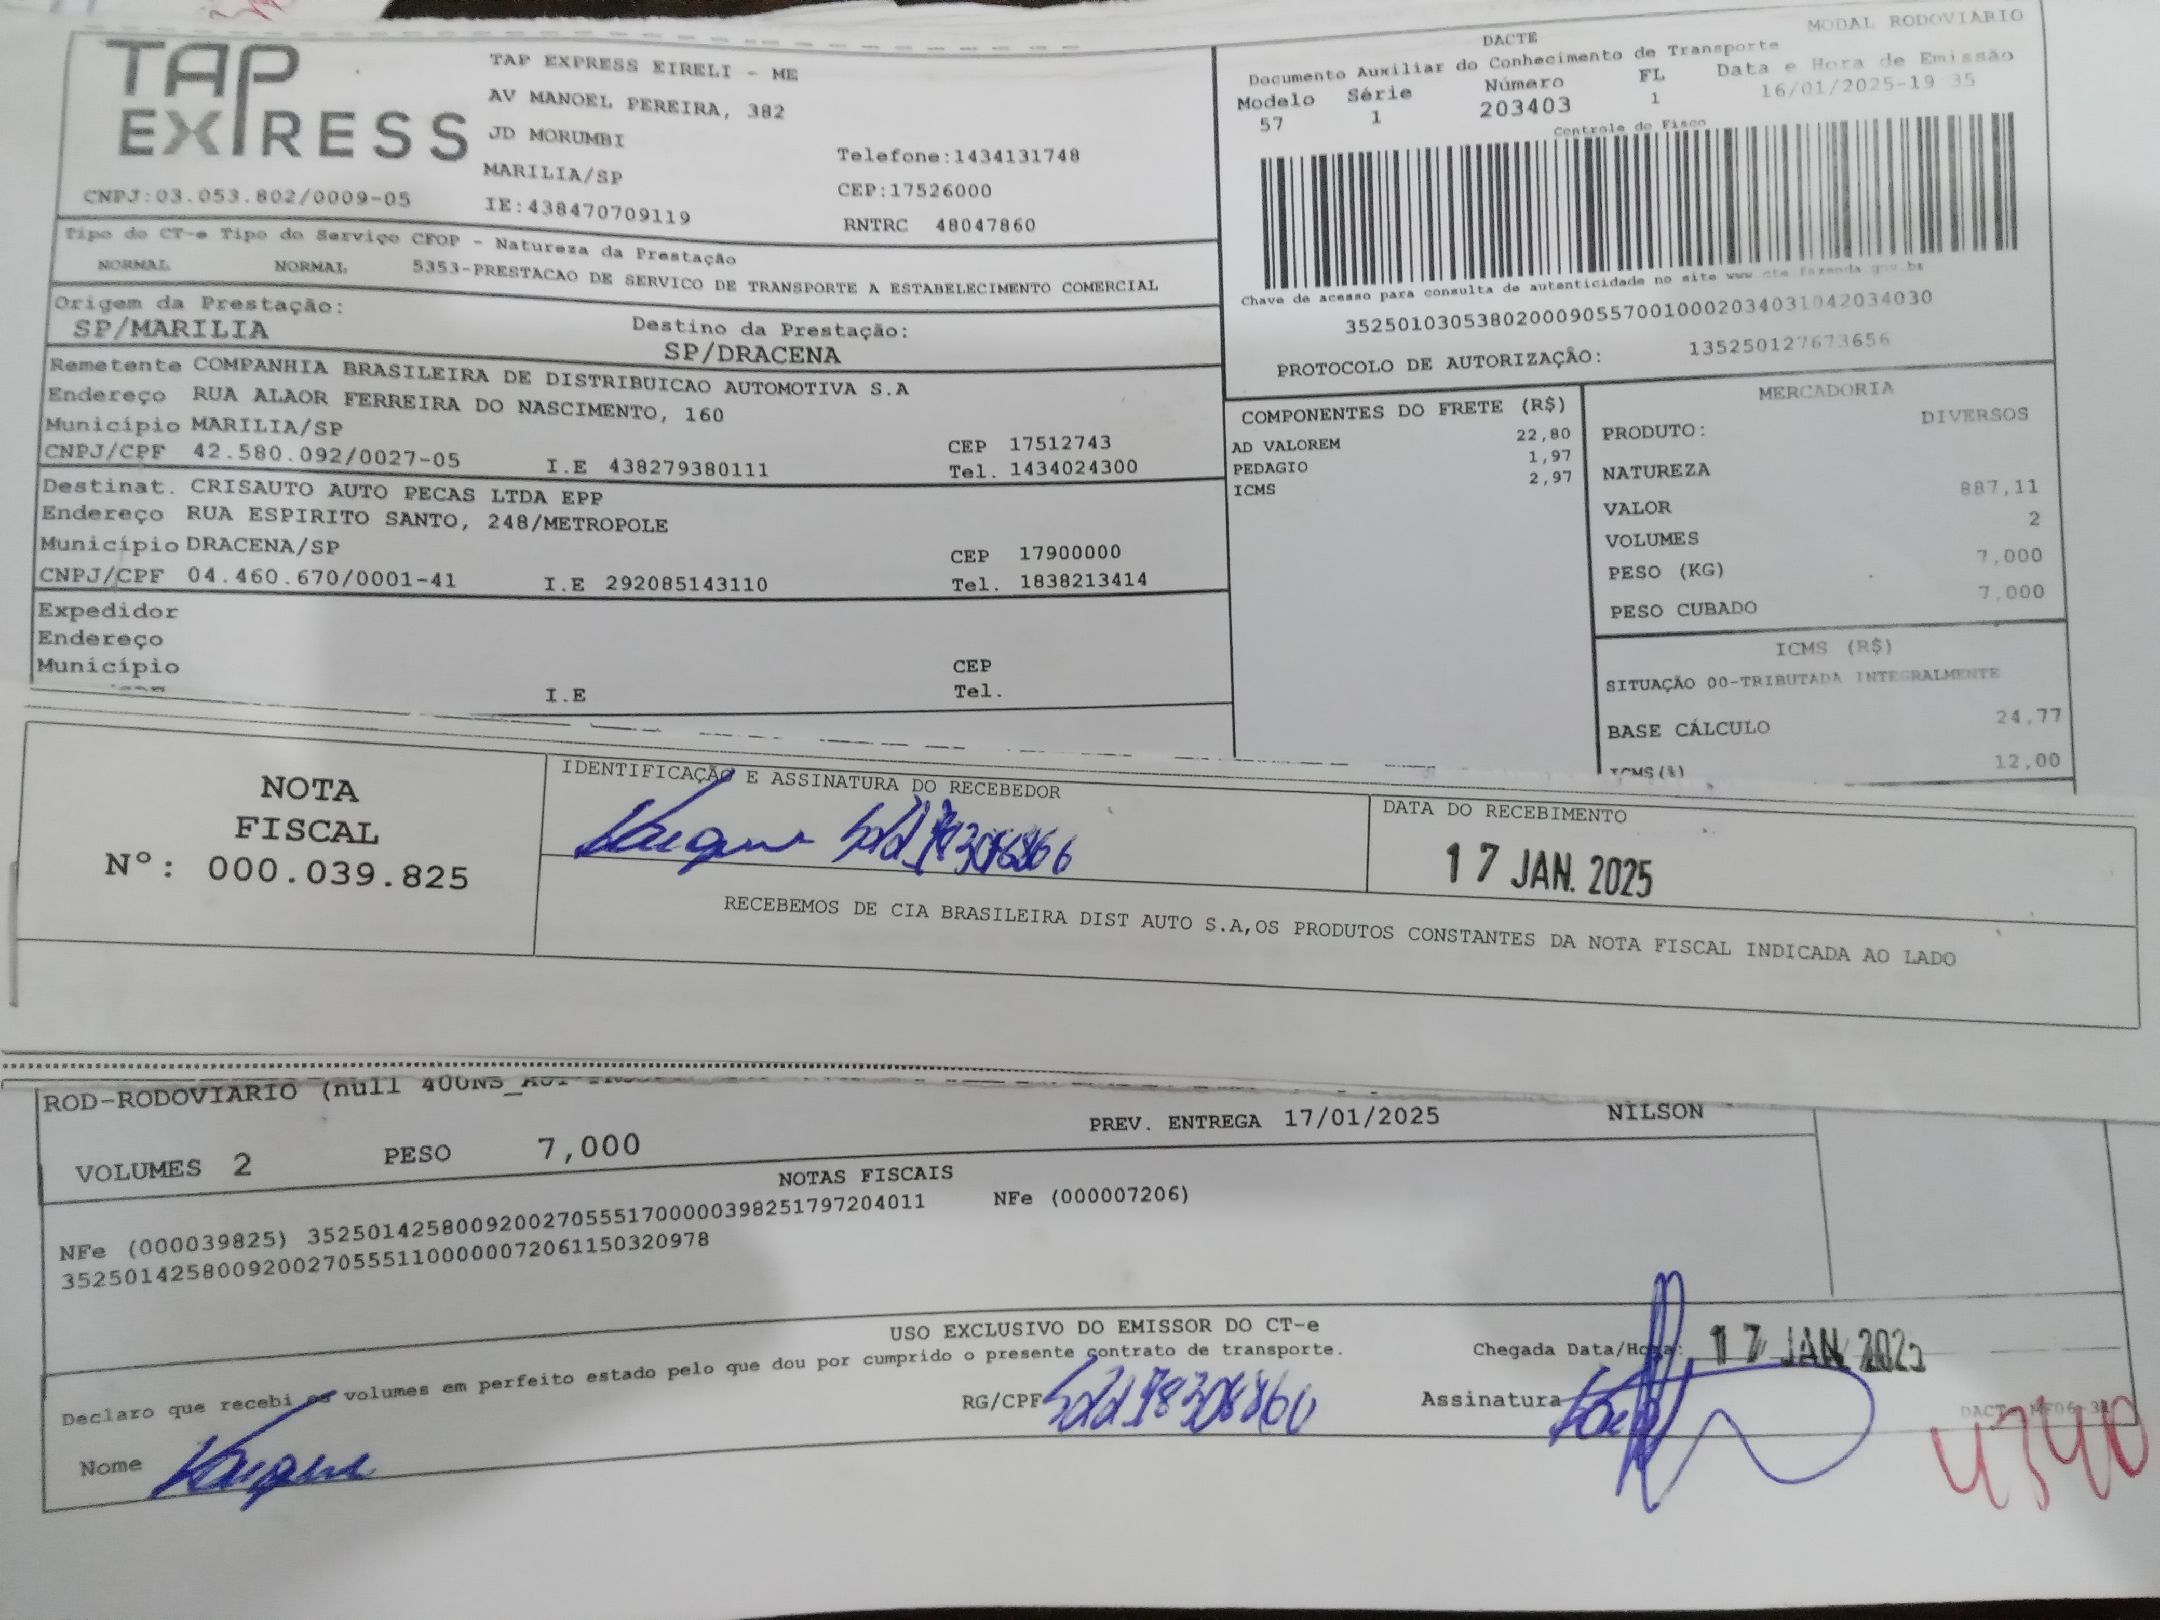 TAP EXPRESS
CNPJ:03.053.802/0009-05
TAP EXPRESS EIRELI - ME
AV MANOEL PEREIRA, 382
JD MORUMBI
MARILIA/SP
IE:438470709119
Telefone:1434131748
CEP:17526000
RNTRC 48047860
MODAL RODOVIARIO
DACTE
Documento Auxiliar do Conhecimento de Transporte
Modelo Série Número FL Data e Hora de Emissão
57 1 203403 1 16/01/2025-19 35
Controle do Fisco
Chave de acesso para consulta de autenticidade no site www.cte.fazenda.gov.br
35250103053802000905570010002034031042034030
PROTOCOLO DE AUTORIZAÇÃO: 135250127673656
Tipo do CT-e Tipo do Serviço CFOP - Natureza da Prestação
NORMAL NORMAL 5353-PRESTACAO DE SERVICO DE TRANSPORTE A ESTABELECIMENTO COMERCIAL
Origem da Prestação: Destino da Prestação:
SP/MARILIA SP/DRACENA
Remetente COMPANHIA BRASILEIRA DE DISTRIBUICAO AUTOMOTIVA S.A
Endereço RUA ALAOR FERREIRA DO NASCIMENTO, 160
Município MARILIA/SP CEP 17512743
CNPJ/CPF 42.580.092/0027-05 I.E 438279380111 Tel. 1434024300
Destinat. CRISAUTO AUTO PECAS LTDA EPP
Endereço RUA ESPIRITO SANTO, 248/METROPOLE
Município DRACENA/SP CEP 17900000
CNPJ/CPF 04.460.670/0001-41 I.E 292085143110 Tel. 1838213414
Expedidor
Endereço
Município CEP
I.E Tel.
COMPONENTES DO FRETE (R$)
AD VALOREM 22,80
PEDAGIO 1,97
ICMS 2,97
MERCADORIA
PRODUTO: DIVERSOS
NATUREZA
VALOR 887,11
VOLUMES 2
PESO (KG) 7,000
PESO CUBADO 7,000
ICMS (R$)
SITUAÇÃO 00-TRIBUTADA INTEGRALMENTE
BASE CÁLCULO 24,77
ICMS(%) 12,00
NOTA
FISCAL
Nº: 000.039.825
IDENTIFICAÇÃO E ASSINATURA DO RECEBEDOR
DATA DO RECEBIMENTO
17 JAN. 2025
RECEBEMOS DE CIA BRASILEIRA DIST AUTO S.A,OS PRODUTOS CONSTANTES DA NOTA FISCAL INDICADA AO LADO
ROD-RODOVIARIO (null
VOLUMES 2 PESO 7,000 PREV. ENTREGA 17/01/2025 NILSON
NOTAS FISCAIS
NFe (000039825) 35250142580092002705551700000398251797204011 NFe (000007206)
35250142580092002705551100000072061150320978
USO EXCLUSIVO DO EMISSOR DO CT-e
Declaro que recebi os volumes em perfeito estado pelo que dou por cumprido o presente contrato de transporte.
Chegada Data/Hora: 17 JAN 2025
Nome RG/CPF Assinatura
4340